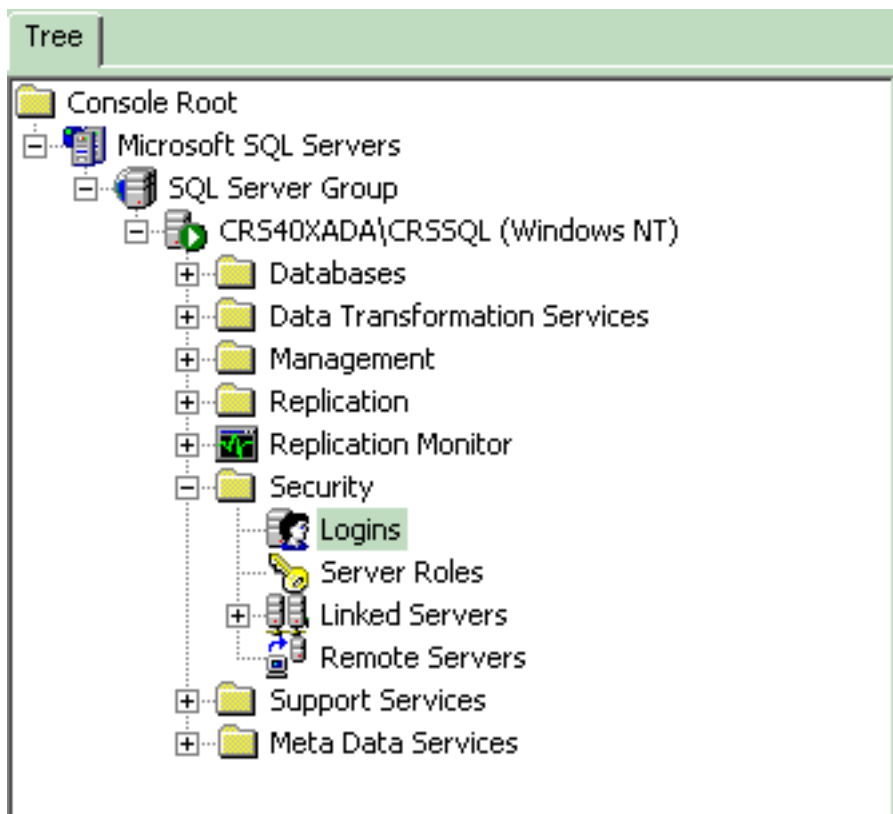 Tree
Console Root
Microsoft SQL Servers
SQL Server Group
CRS40XADA\CRSSQL (Windows NT)
Databases
Data Transformation Services
Management
Replication
Replication Monitor
Security
Logins
Server Roles
Linked Servers
Remote Servers
Support Services
Meta Data Services